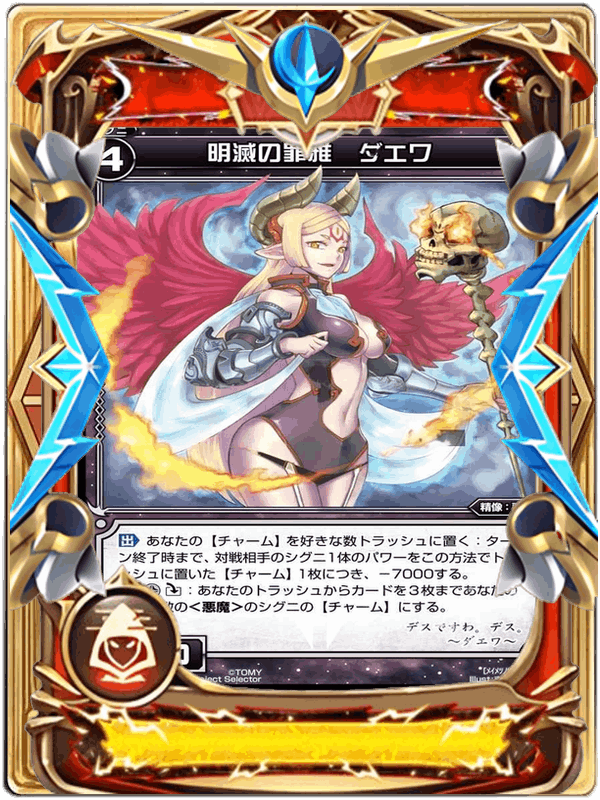 4
明滅の罪雅 ダエワ
精像：
出 あなたの【チャーム】を好きな数トラッシュに置く：ター
ン終了時まで、対戦相手のシグニ1体のパワーをこの方法でト
シュに置いた【チャーム】1枚につき、－7000する。
：あなたのトラッシュからカードを３枚まであなたの
の＜悪魔＞のシグニの【チャーム】にする。
デスですわ。デス。
～ダエワ～
0
©TOMY
lect Selector
Illust